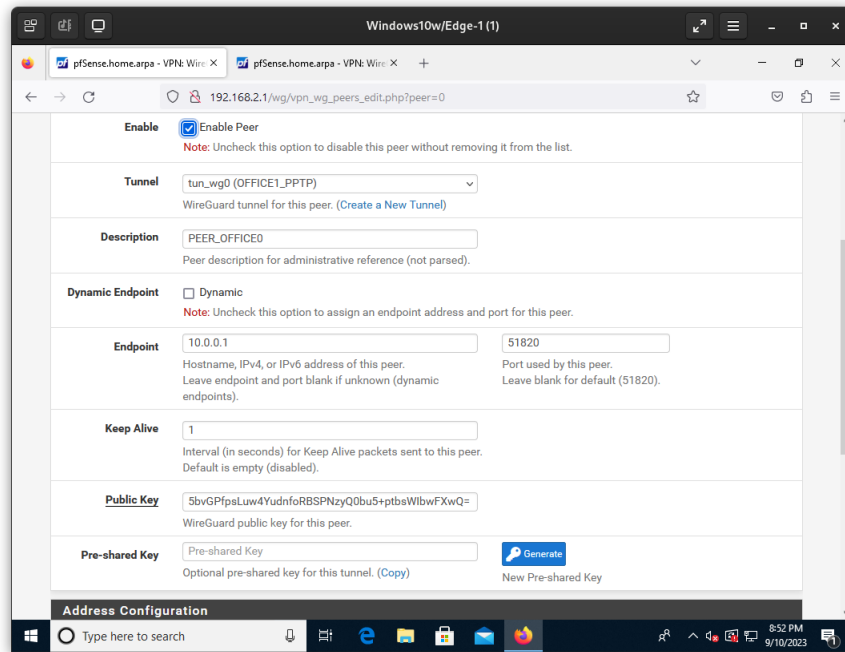 Windows10w/Edge-1 (1)
pfSense.home.arpa - VPN: Wire
pfSense.home.arpa - VPN: Wire
192.168.2.1/wg/vpn_wg_peers_edit.php?peer=0
Enable
Enable Peer
Note: Uncheck this option to disable this peer without removing it from the list.
Tunnel
tun_wg0 (OFFICE1_PPTP)
WireGuard tunnel for this peer. (Create a New Tunnel)
Description
PEER_OFFICE0
Peer description for administrative reference (not parsed).
Dynamic Endpoint
Dynamic
Note: Uncheck this option to assign an endpoint address and port for this peer.
Endpoint
10.0.0.1
51820
Hostname, IPv4, or IPv6 address of this peer.
Leave endpoint and port blank if unknown (dynamic
endpoints).
Port used by this peer.
Leave blank for default (51820).
Keep Alive
1
Interval (in seconds) for Keep Alive packets sent to this peer.
Default is empty (disabled).
Public Key
5bvGPfpsLuw4YudnfoRBSPNzyQ0bu5+ptbsWIbwFXwQ=
WireGuard public key for this peer.
Pre-shared Key
Pre-shared Key
Generate
Optional pre-shared key for this tunnel. (Copy)
New Pre-shared Key
Address Configuration
Type here to search
8:52 PM
9/10/2023
1